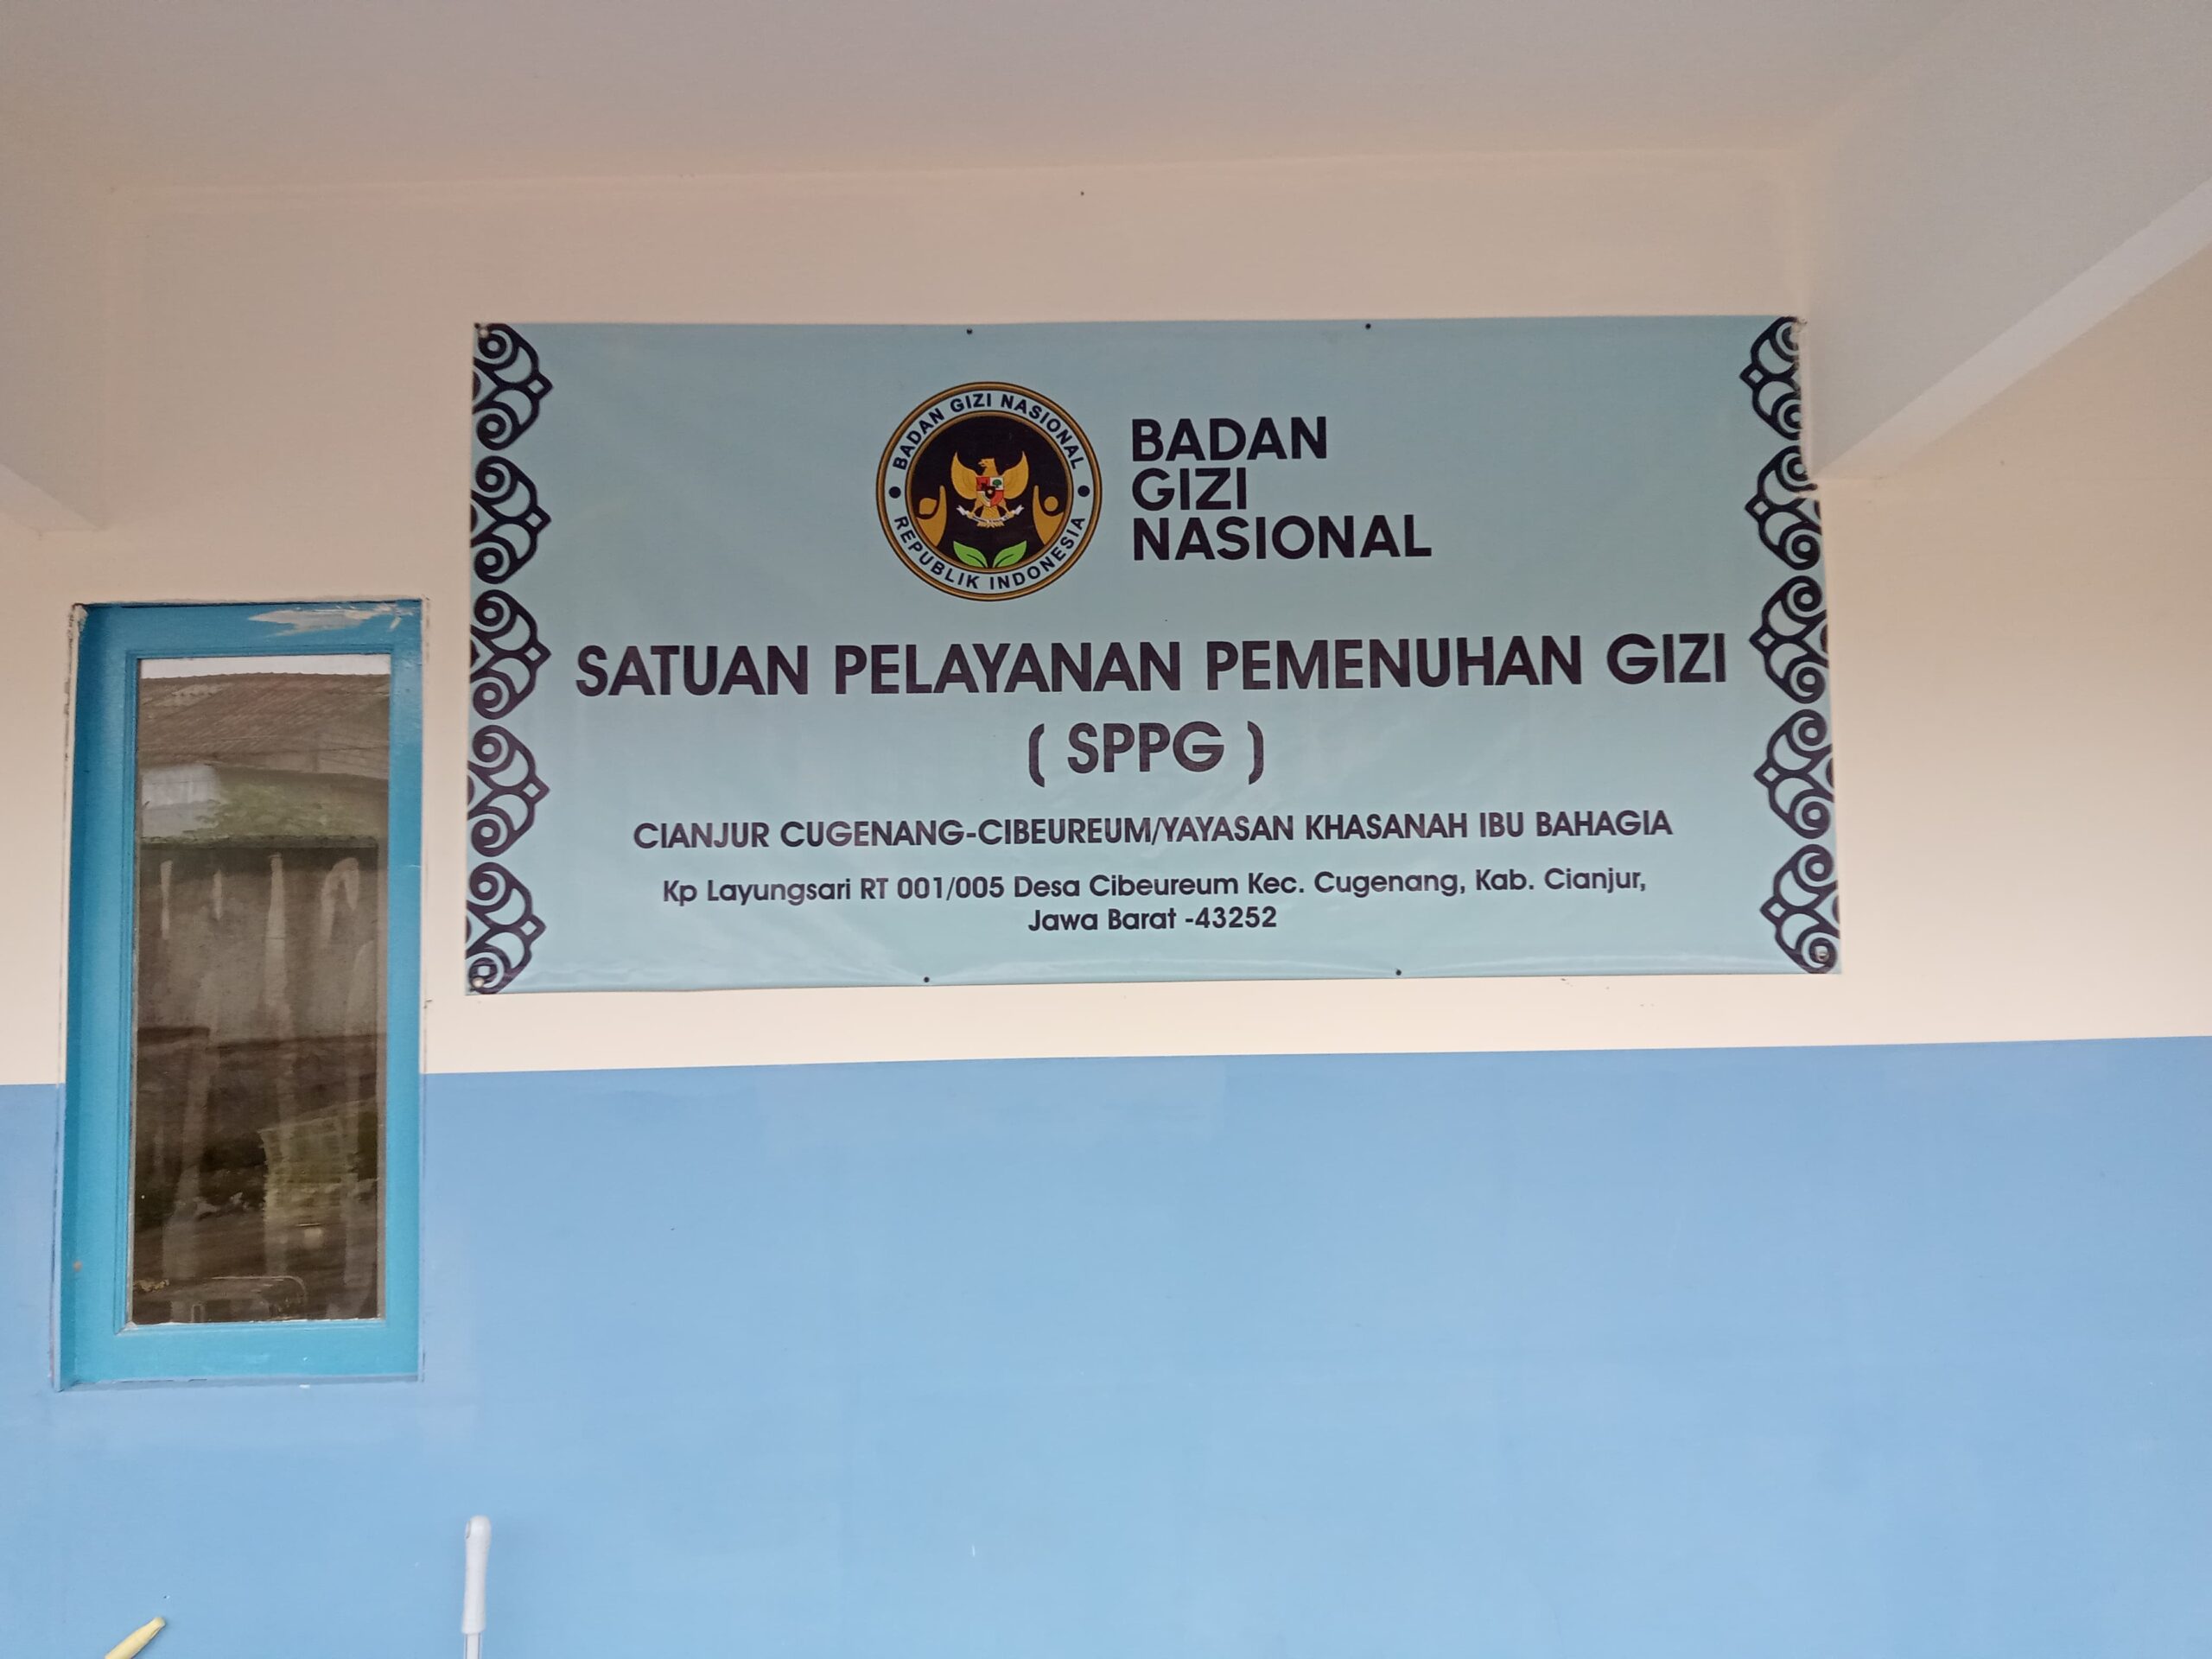 BADAN GIZI NASIONAL
REPUBLIK INDONESIA
BADAN
GIZI
NASIONAL
SATUAN PELAYANAN PEMENUHAN GIZI
( SPPG )
CIANJUR CUGENANG-CIBEUREUM/YAYASAN KHASANAH IBU BAHAGIA
Kp Layungsari RT 001/005 Desa Cibeureum Kec. Cugenang, Kab. Cianjur,
Jawa Barat -43252